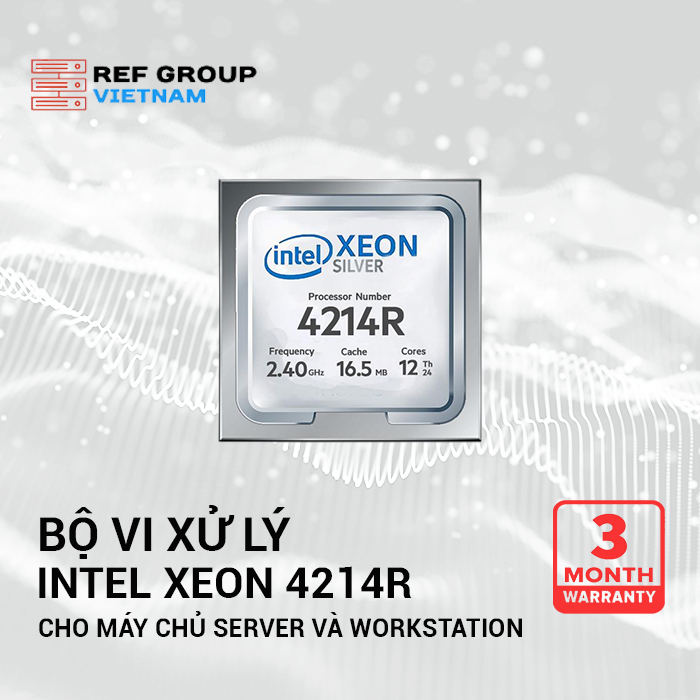 REF GROUP
VIETNAM
intel XEON
SILVER
Processor Number
4214R
Frequency Cache Cores
2.40 GHz 16.5 MB 12 Th 24
BỘ VI XỬ LÝ
INTEL XEON 4214R
CHO MÁY CHỦ SERVER VÀ WORKSTATION
3
MONTH
WARRANTY